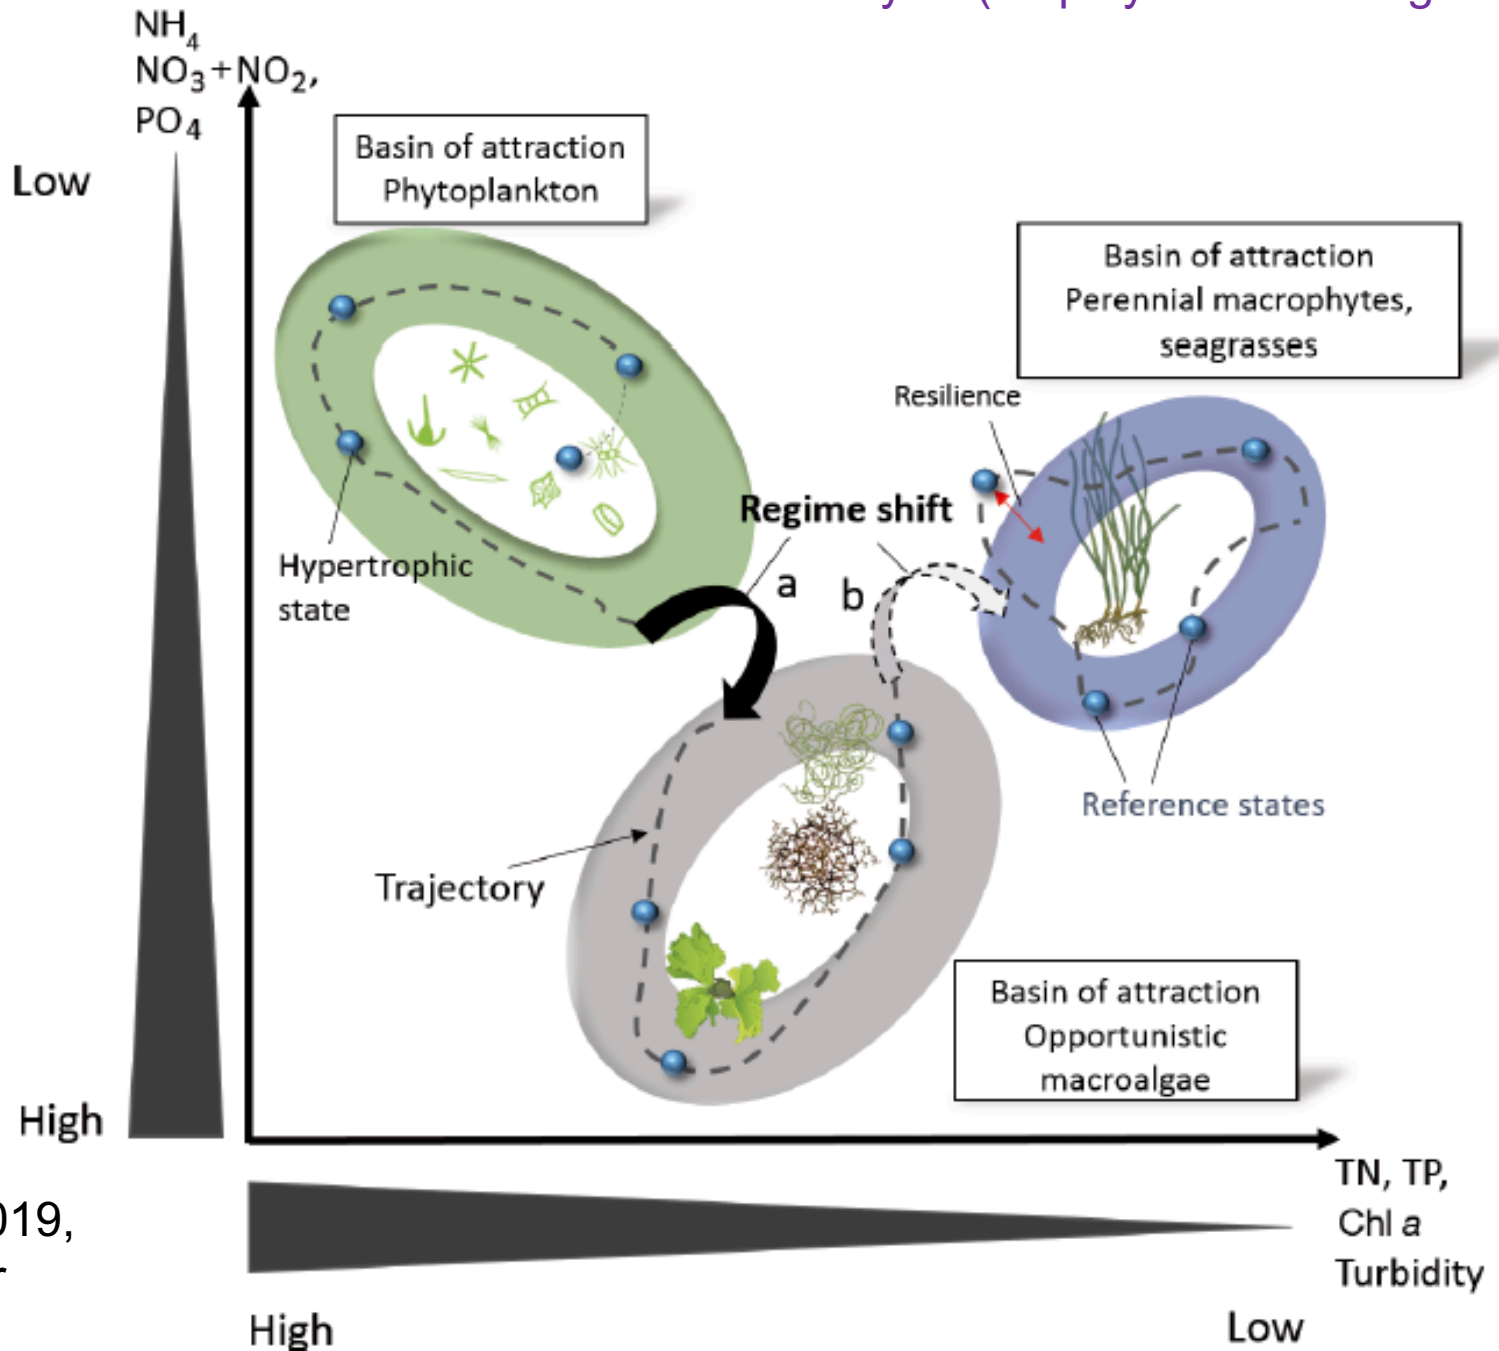 NH4
NO3+NO2,
PO4
Low
Basin of attraction
Phytoplankton
Basin of attraction
Perennial macrophytes,
seagrasses
Resilience
Regime shift
a
b
Hypertrophic
state
Reference states
Trajectory
Basin of attraction
Opportunistic
macroalgae
High
TN, TP,
Chl a
Turbidity
019,
High
Low